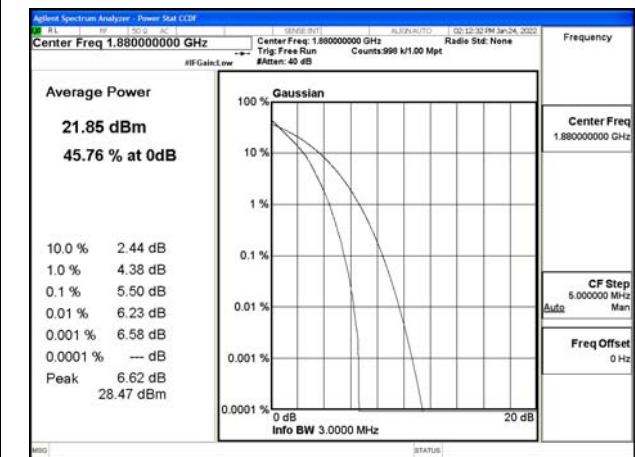 Agilent Spectrum Analyzer - Power Stat CCDF
RL RF 50 Ω AC SENSE:INT ALIGN AUTO 02:12:32 PM Jan 24, 2022
Center Freq 1.880000000 GHz
Center Freq: 1.880000000 GHz
Radio Std: None
Trig: Free Run
Counts:998 k/1.00 Mpt
#IFGain:Low
#Atten: 40 dB
Frequency
Average Power
21.85 dBm
45.76 % at 0dB
10.0 % 2.44 dB
1.0 % 4.38 dB
0.1 % 5.50 dB
0.01 % 6.23 dB
0.001 % 6.58 dB
0.0001 % --- dB
Peak 6.62 dB
28.47 dBm
Gaussian
100 %
10 %
1 %
0.1 %
0.01 %
0.001 %
0.0001 %
0 dB
20 dB
Info BW 3.0000 MHz
Center Freq
1.880000000 GHz
CF Step
5.000000 MHz
Auto Man
Freq Offset
0 Hz
MSG
STATUS